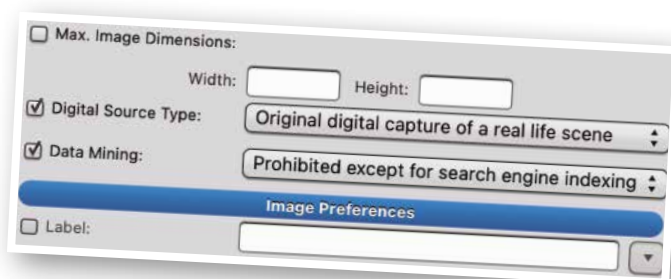 Max. Image Dimensions:
Width: Height:
Digital Source Type: Original digital capture of a real life scene
Data Mining: Prohibited except for search engine indexing
Image Preferences
Label: